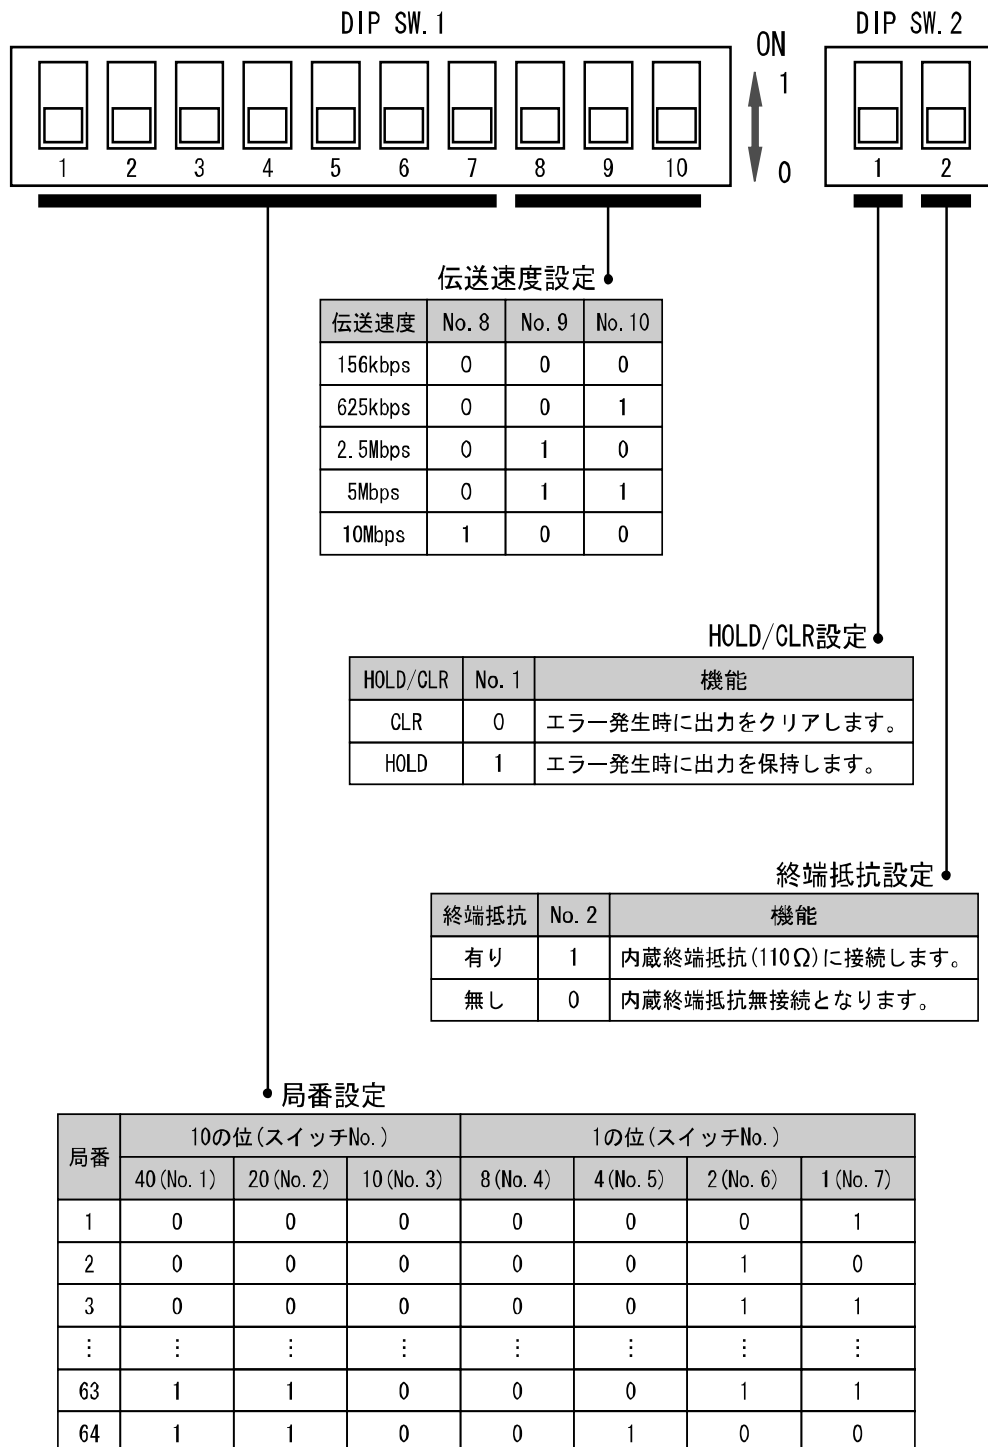 DIP SW.1 DIP SW.2
ON
1
0
1 2 3 4 5 6 7 8 9 10 1 2
伝送速度設定
伝送速度 No.8 No.9 No.10
156kbps 0 0 0
625kbps 0 0 1
2.5Mbps 0 1 0
5Mbps 0 1 1
10Mbps 1 0 0
HOLD/CLR設定
HOLD/CLR No.1 機能
CLR 0 エラー発生時に出力をクリアします。
HOLD 1 エラー発生時に出力を保持します。
終端抵抗設定
終端抵抗 No.2 機能
有り 1 内蔵終端抵抗(110Ω)に接続します。
無し 0 内蔵終端抵抗無接続となります。
局番設定
局番 10の位(スイッチNo.) 1の位(スイッチNo.)
40(No.1) 20(No.2) 10(No.3) 8(No.4) 4(No.5) 2(No.6) 1(No.7)
1 0 0 0 0 0 0 1
2 0 0 0 0 0 1 0
3 0 0 0 0 0 1 1
⋮ ⋮ ⋮ ⋮ ⋮ ⋮ ⋮ ⋮
63 1 1 0 0 0 1 1
64 1 1 0 0 1 0 0